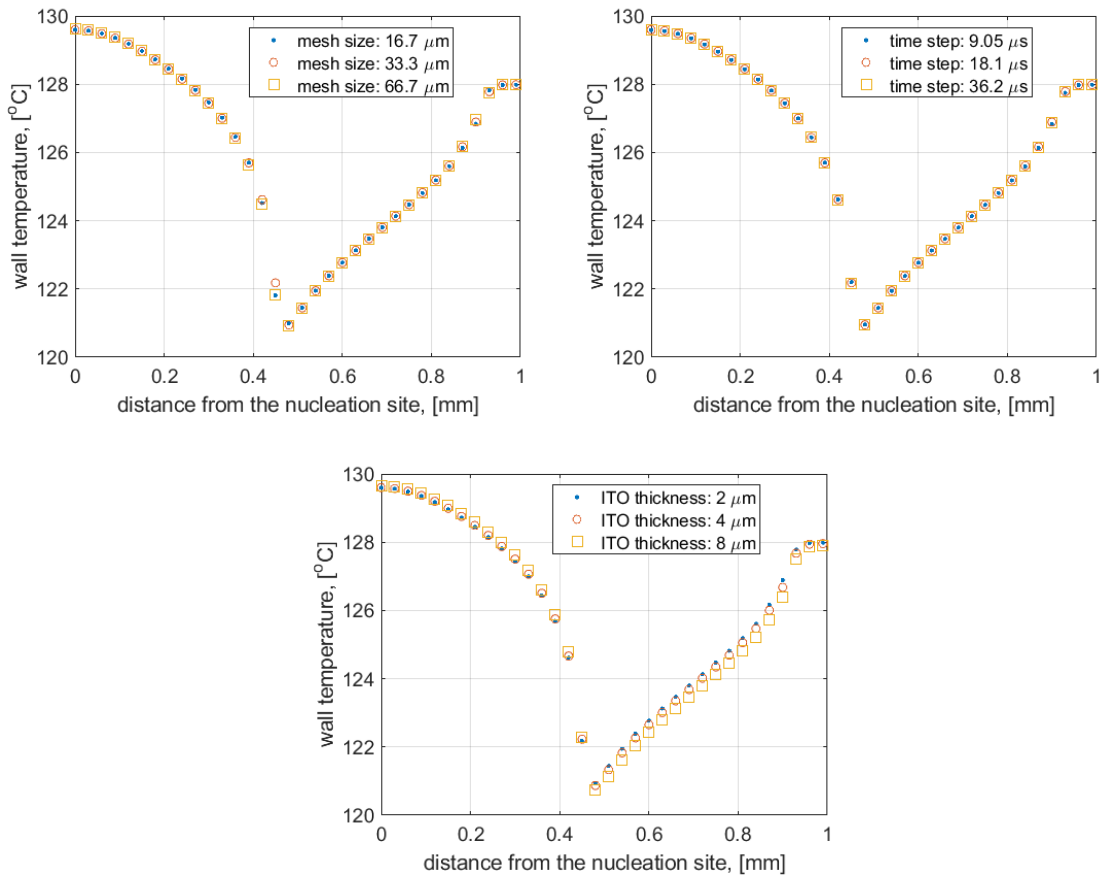 130
128
126
124
122
120
wall temperature, [°C]
mesh size: 16.7 μm
mesh size: 33.3 μm
mesh size: 66.7 μm
0
0.2
0.4
0.6
0.8
1
distance from the nucleation site, [mm]
130
128
126
124
122
120
wall temperature, [°C]
time step: 9.05 μs
time step: 18.1 μs
time step: 36.2 μs
0
0.2
0.4
0.6
0.8
1
distance from the nucleation site, [mm]
130
128
126
124
122
120
wall temperature, [°C]
ITO thickness: 2 μm
ITO thickness: 4 μm
ITO thickness: 8 μm
0
0.2
0.4
0.6
0.8
1
distance from the nucleation site, [mm]